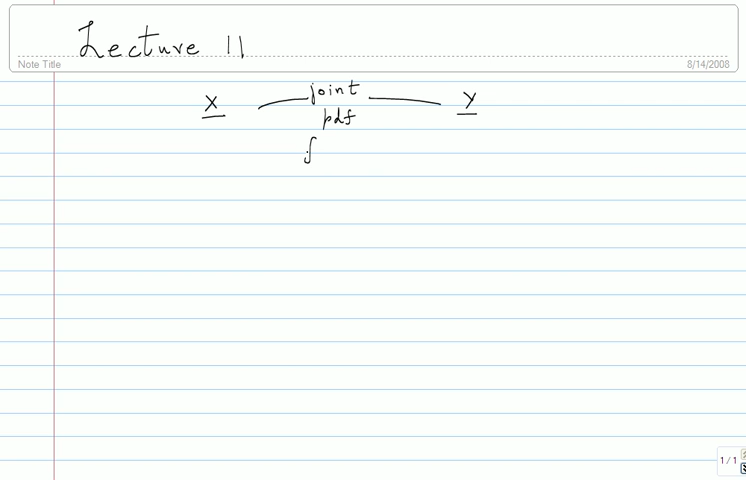 Lecture 11
Note Title
8/14/2008
X joint Y
pdf
f
1 / 1